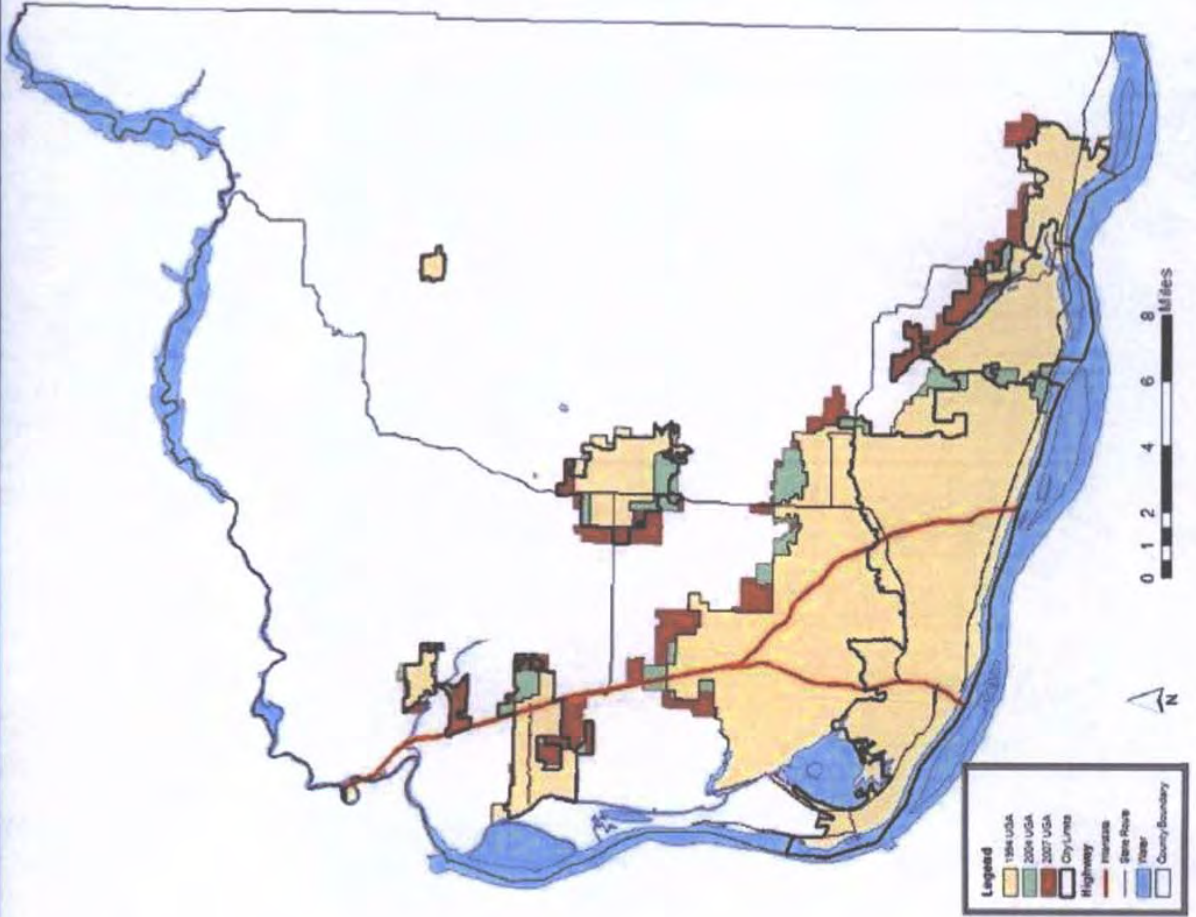 Legend
1994 UGA
2004 UGA
2007 UGA
City Limits
Highway
Interstate
State Route
Water
County Boundary
N
0 1 2 4 6 8
Miles